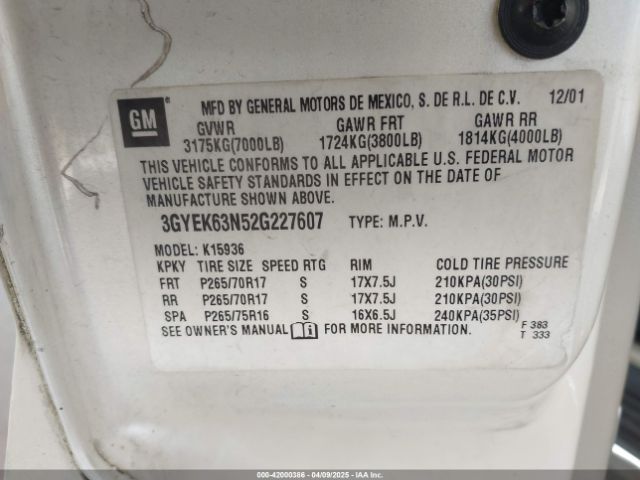 GM
MFD BY GENERAL MOTORS DE MEXICO, S. DE R.L. DE C.V. 12/01
GVWR GAWR FRT GAWR RR
3175KG(7000LB) 1724KG(3800LB) 1814KG(4000LB)
THIS VEHICLE CONFORMS TO ALL APPLICABLE U.S. FEDERAL MOTOR
VEHICLE SAFETY STANDARDS IN EFFECT ON THE DATE OF
MANUFACTURE SHOWN ABOVE.
3GYEK63N52G227607 TYPE: M.P.V.
MODEL: K15936
KPKY TIRE SIZE SPEED RTG RIM COLD TIRE PRESSURE
FRT P265/70R17 S 17X7.5J 210KPA(30PSI)
RR P265/70R17 S 17X7.5J 210KPA(30PSI)
SPA P265/75R16 S 16X6.5J 240KPA(35PSI)
SEE OWNER'S MANUAL FOR MORE INFORMATION.
F 383
T 333
000-42000386 - 04/09/2025 - IAA Inc.